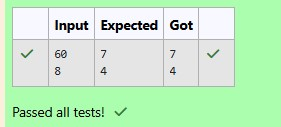 Input Expected Got
✓ 60 7 7 ✓
8 4 4
Passed all tests! ✓